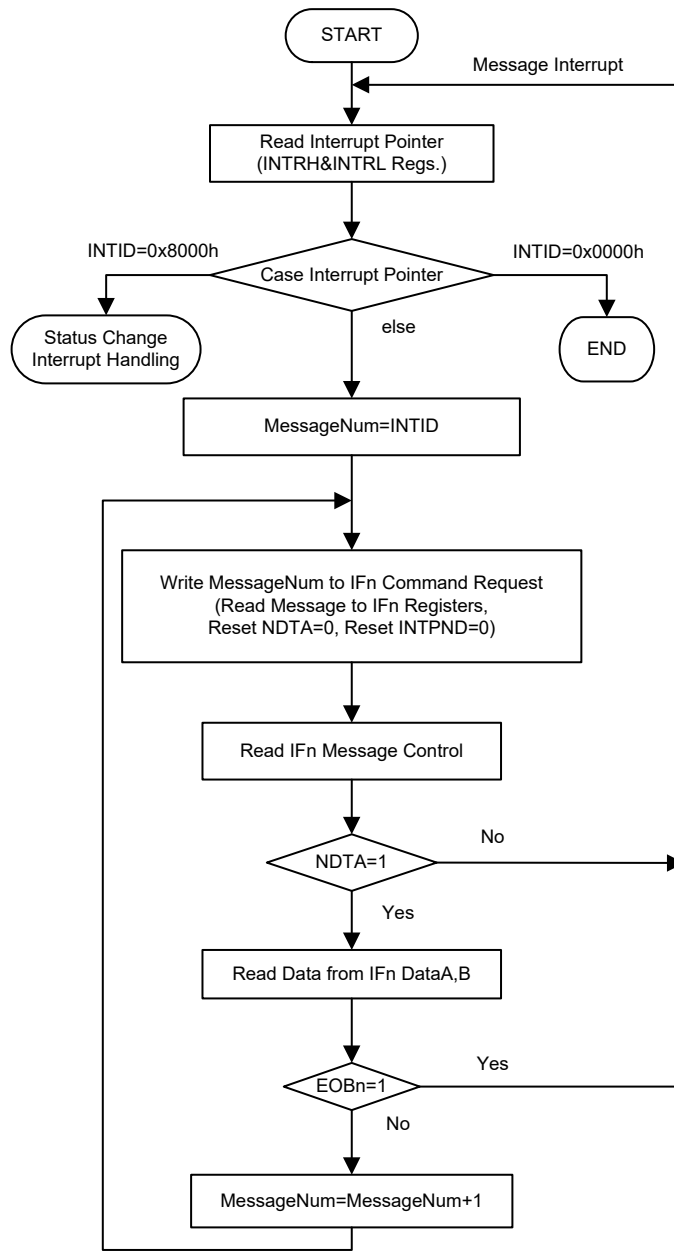 START
Message Interrupt
Read Interrupt Pointer
(INTRH&INTRL Regs.)
INTID=0x8000h
INTID=0x0000h
Case Interrupt Pointer
Status Change
Interrupt Handling
else
END
MessageNum=INTID
Write MessageNum to IFn Command Request
(Read Message to IFn Registers,
Reset NDTA=0, Reset INTPND=0)
Read IFn Message Control
No
NDTA=1
Yes
Read Data from IFn DataA,B
Yes
EOBn=1
No
MessageNum=MessageNum+1